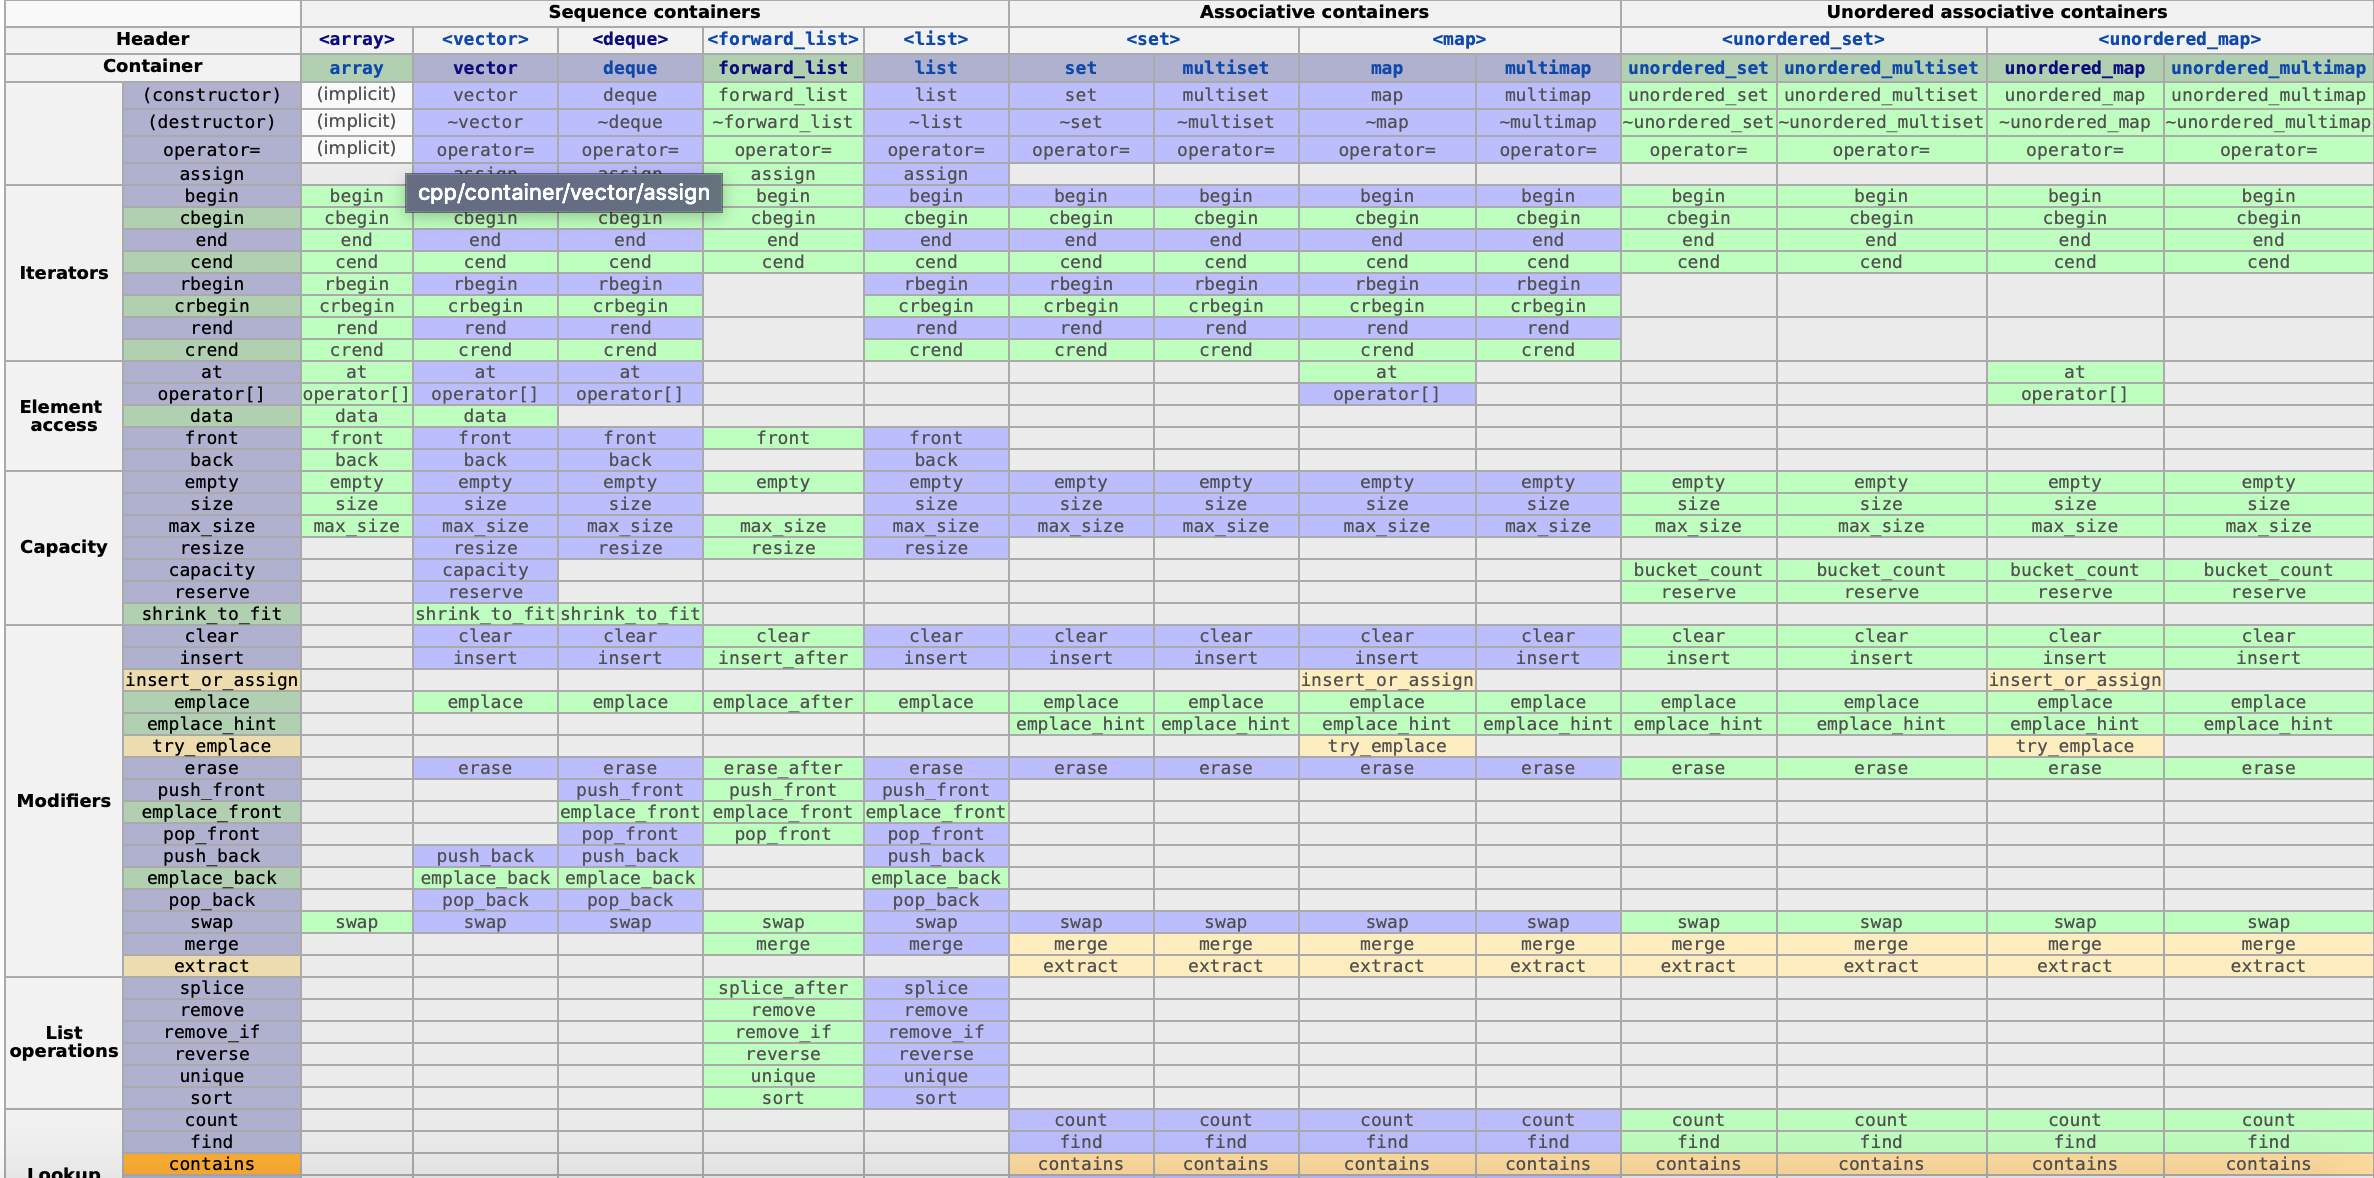 Sequence containers Associative containers Unordered associative containers
Header <array> <vector> <deque> <forward_list> <list> <set> <map> <unordered_set> <unordered_map>
Container array vector deque forward_list list set multiset map multimap unordered_set unordered_multiset unordered_map unordered_multimap
(constructor) (implicit) vector deque forward_list list set multiset map multimap unordered_set unordered_multiset unordered_map unordered_multimap
(destructor) (implicit) ~vector ~deque ~forward_list ~list ~set ~multiset ~map ~multimap ~unordered_set ~unordered_multiset ~unordered_map ~unordered_multimap
operator= (implicit) operator= operator= operator= operator= operator= operator= operator= operator= operator= operator= operator= operator=
assign assign assign assign assign
cpp/container/vector/assign
Iterators
begin begin begin begin begin begin begin begin begin begin begin
cbegin cbegin cbegin cbegin cbegin cbegin cbegin cbegin cbegin cbegin cbegin cbegin cbegin cbegin
end end end end end end end end end end end end end end
cend cend cend cend cend cend cend cend cend cend cend cend cend cend
rbegin rbegin rbegin rbegin rbegin rbegin rbegin rbegin rbegin
crbegin crbegin crbegin crbegin crbegin crbegin crbegin crbegin crbegin
rend rend rend rend rend rend rend rend rend
crend crend crend crend crend crend crend crend crend
Element
access
at at at at at at
operator[] operator[] operator[] operator[] operator[] operator[]
data data data
front front front front front front
back back back back back
Capacity
empty empty empty empty empty empty empty empty empty empty empty empty empty empty
size size size size size size size size size size size size size
max_size max_size max_size max_size max_size max_size max_size max_size max_size max_size max_size max_size max_size max_size
resize resize resize resize resize
capacity capacity bucket_count bucket_count bucket_count bucket_count
reserve reserve reserve reserve reserve reserve
shrink_to_fit shrink_to_fit shrink_to_fit
Modifiers
clear clear clear clear clear clear clear clear clear clear clear clear clear
insert insert insert insert_after insert insert insert insert insert insert insert insert insert
insert_or_assign insert_or_assign insert_or_assign
emplace emplace emplace emplace_after emplace emplace emplace emplace emplace emplace emplace emplace emplace
emplace_hint emplace_hint emplace_hint emplace_hint emplace_hint emplace_hint emplace_hint emplace_hint emplace_hint
try_emplace try_emplace try_emplace
erase erase erase erase_after erase erase erase erase erase erase erase erase erase
push_front push_front push_front push_front
emplace_front emplace_front emplace_front emplace_front
pop_front pop_front pop_front pop_front
push_back push_back push_back push_back
emplace_back emplace_back emplace_back emplace_back
pop_back pop_back pop_back pop_back
swap swap swap swap swap swap swap swap swap swap swap swap swap swap
merge merge merge merge merge merge merge merge merge merge merge
extract extract extract extract extract extract extract extract extract
List
operations
splice splice_after splice
remove remove remove
remove_if remove_if remove_if
reverse reverse reverse
unique unique unique
sort sort sort
Lookup
count count count count count count count count count
find find find find find find find find find
contains contains contains contains contains contains contains contains contains